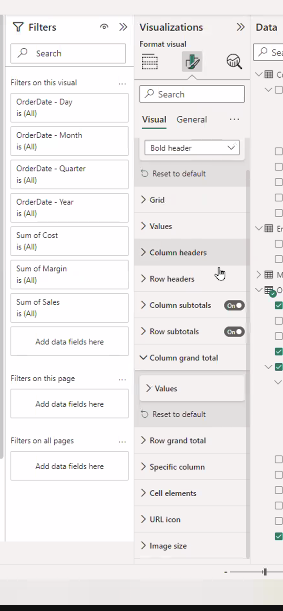 Filters
Search
Filters on this visual
...
OrderDate - Day
is (All)
OrderDate - Month
is (All)
OrderDate - Quarter
is (All)
OrderDate - Year
is (All)
Sum of Cost
is (All)
Sum of Margin
is (All)
Sum of Sales
is (All)
Add data fields here
Filters on this page
...
Add data fields here
Filters on all pages
...
Add data fields here
Visualizations
Format visual
Search
Visual
General
...
Bold header
Reset to default
Grid
Values
Column headers
Row headers
Column subtotals
On
Row subtotals
On
Column grand total
Values
Reset to default
Row grand total
Specific column
Cell elements
URL icon
Image size
Data